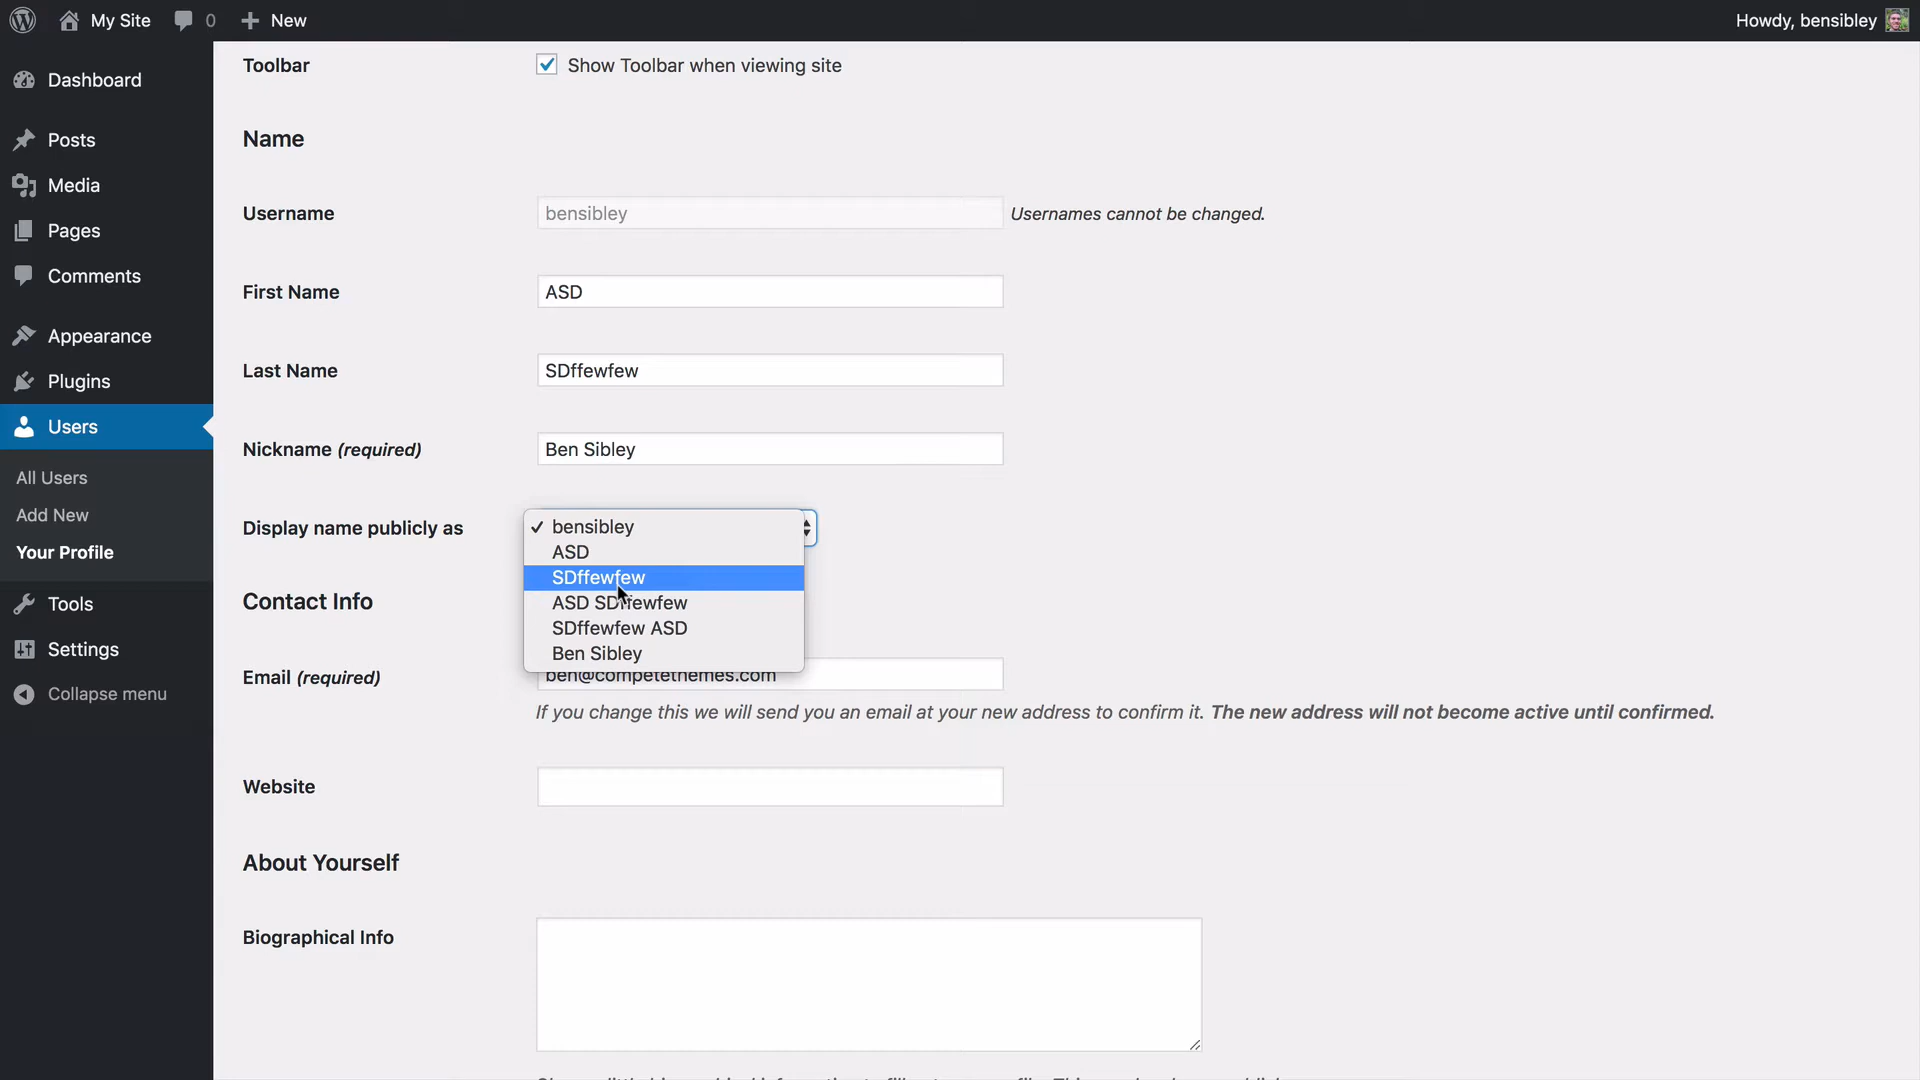 My Site 0 New Howdy, bensibley
Dashboard
Posts
Media
Pages
Comments
Appearance
Plugins
Users
All Users
Add New
Your Profile
Tools
Settings
Collapse menu
Toolbar Show Toolbar when viewing site
Name
Username bensibley Usernames cannot be changed.
First Name ASD
Last Name SDffewfew
Nickname (required) Ben Sibley
Display name publicly as
bensibley
ASD
SDffewfew
ASD SDffewfew
SDffewfew ASD
Ben Sibley
Contact Info
Email (required) ben@competethemes.com
If you change this we will send you an email at your new address to confirm it. The new address will not become active until confirmed.
Website
About Yourself
Biographical Info